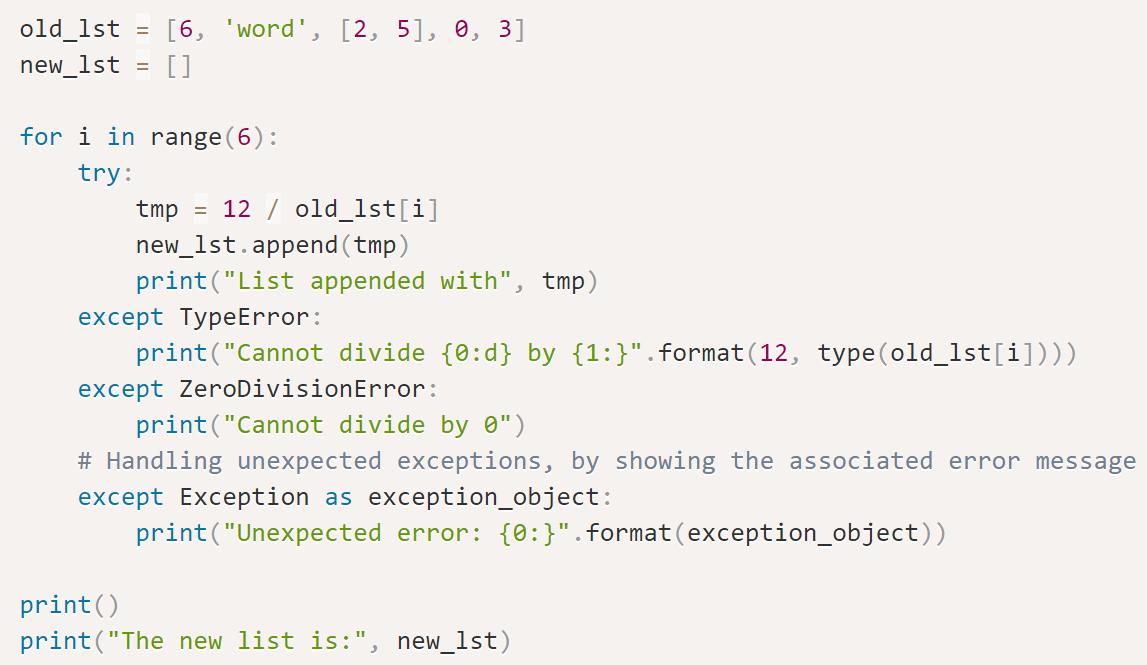 old_lst = [6, 'word', [2, 5], 0, 3]
new_lst = []

for i in range(6):
    try:
        tmp = 12 / old_lst[i]
        new_lst.append(tmp)
        print("List appended with", tmp)
    except TypeError:
        print("Cannot divide {0:d} by {1:}".format(12, type(old_lst[i])))
    except ZeroDivisionError:
        print("Cannot divide by 0")
    # Handling unexpected exceptions, by showing the associated error message
    except Exception as exception_object:
        print("Unexpected error: {0:}".format(exception_object))

print()
print("The new list is:", new_lst)